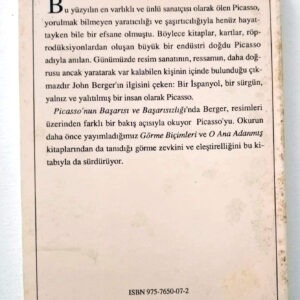 Bu yüzyılın en varlıklı ve ünlü sanatçısı olarak ölen Picasso,
yorulmak bilmeyen yaratıcılığı ve şaşırtıcılığıyla henüz hayat-
tayken bile bir efsane olmuştu. Böylece kitaplar, kartlar, röp-
rodüksiyonlardan oluşan büyük bir endüstri doğdu Picasso
adıyla anılan. Günümüzde resim sanatının, ressamın, daha doğ-
rusu ancak yaratarak var kalabilen kişinin içinde bulunduğu çık-
mazdır John Berger'ın ilgisini çeken: Bir İspanyol, bir sürgün,
yalnız ve yalıtılmış bir insan olarak Picasso.
Picasso'nun Başarısı ve Başarısızlığı'nda Berger, resimleri
üzerinden farklı bir bakış açısıyla okuyor Picasso'yu. Okurun
daha önce yayımladığımız Görme Biçimleri ve O Ana Adanmış
kitaplarından da tanıdığı görme zevkini ve eleştirelliğini bu ki-
tabıyla da sürdürüyor.
ISBN 975-7650-07-2